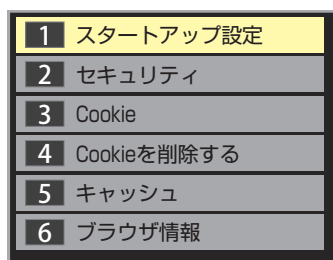 1 スタートアップ設定
2 セキュリティ
3 Cookie
4 Cookieを削除する
5 キャッシュ
6 ブラウザ情報